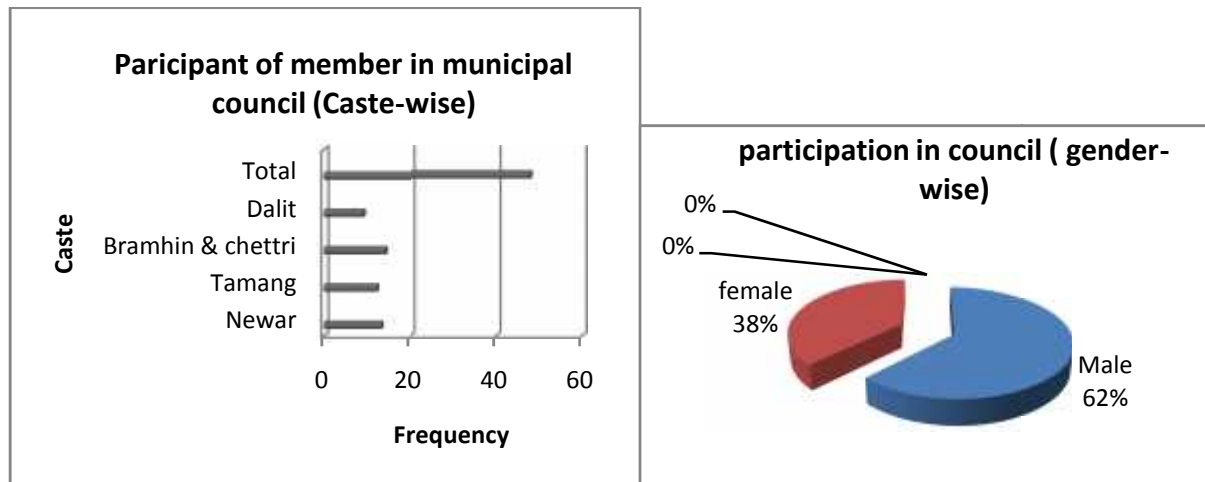 Paricipant of member in municipal
council (Caste-wise)
Caste
Total
Dalit
Bramhin & chettri
Tamang
Newar
0 20 40 60
Frequency
participation in council ( gender-
wise)
0%
0%
female
38%
Male
62%